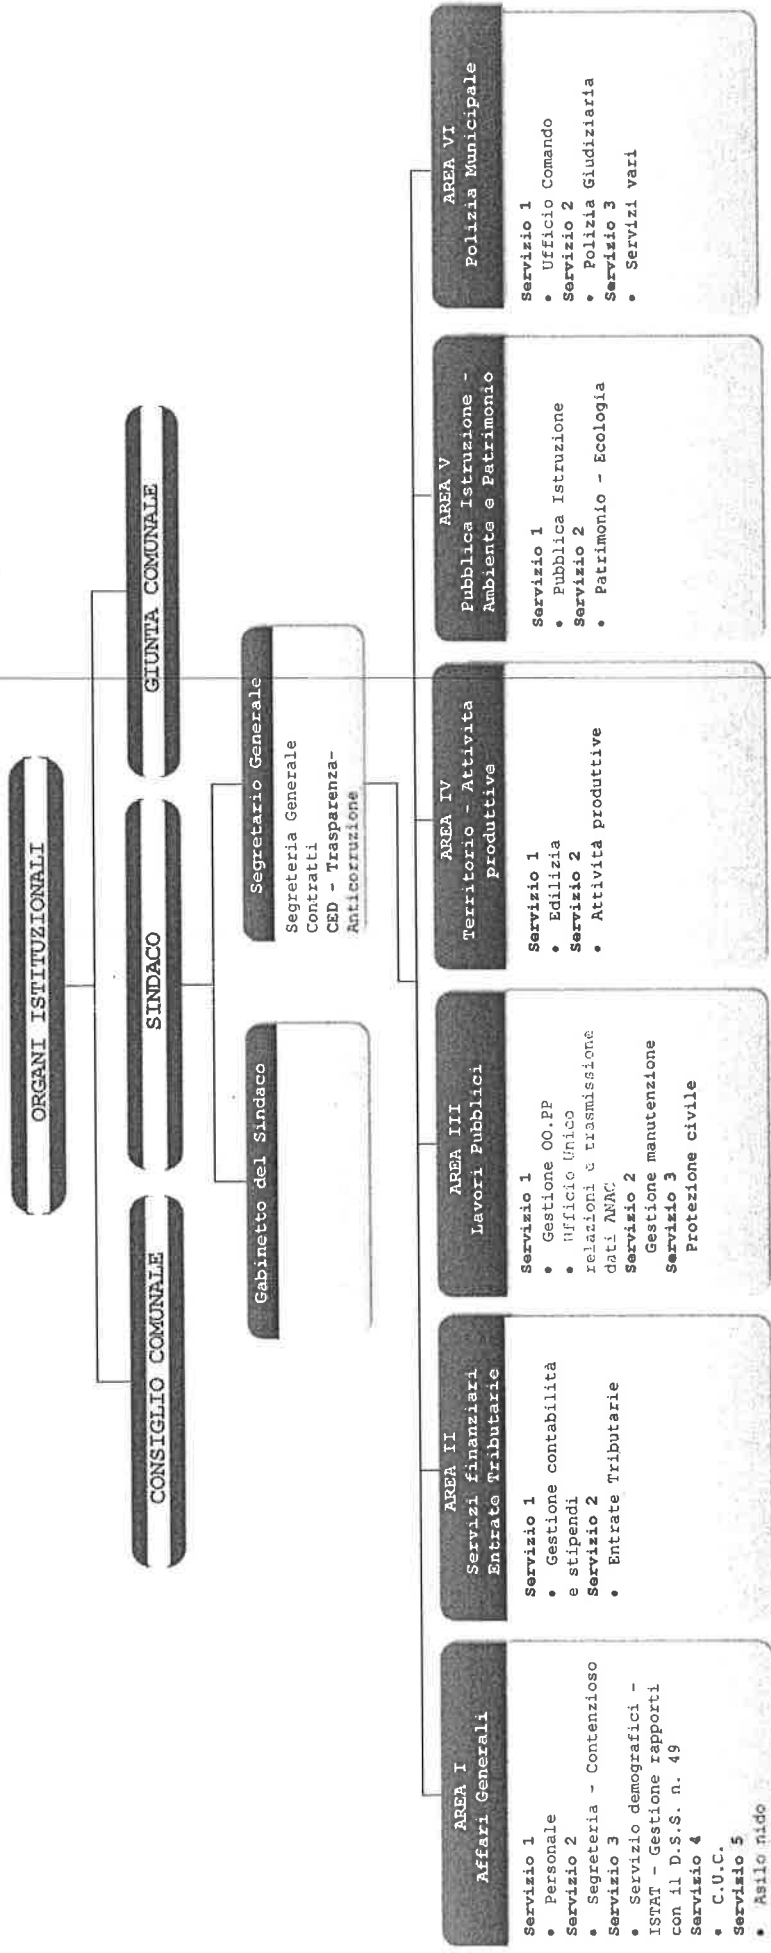 ORGANI ISTITUZIONALI
CONSIGLIO COMUNALE
SINDACO
GIUNTA COMUNALE
Gabinetto del Sindaco
Segretario Generale
Segreteria Generale
Contratti
CED - Trasparenza-
Anticorruzione
AREA I
Affari Generali
Servizio 1
• Personale
Servizio 2
• Segreteria - Contenzioso
Servizio 3
• Servizio demografici -
ISTAT - Gestione rapporti
con il D.S.S. n. 49
Servizio 4
• C.U.C.
Servizio 5
• Asilo nido
AREA II
Servizi finanziari
Entrate Tributarie
Servizio 1
• Gestione contabilità
e stipendi
Servizio 2
• Entrate Tributarie
AREA III
Lavori Pubblici
Servizio 1
• Gestione OO.PP
• Ufficio Unico
relazioni e trasmissione
dati ANAC
Servizio 2
Gestione manutenzione
Servizio 3
Protezione civile
AREA IV
Territorio - Attivita
produttive
Servizio 1
• Edilizia
Servizio 2
• Attività produttive
AREA V
Pubblica Istruzione -
Ambiente e Patrimonio
Servizio 1
• Pubblica Istruzione
Servizio 2
• Patrimonio - Ecologia
AREA VI
Polizia Municipale
Servizio 1
• Ufficio Comando
Servizio 2
• Polizia Giudiziaria
Servizio 3
• Servizi vari